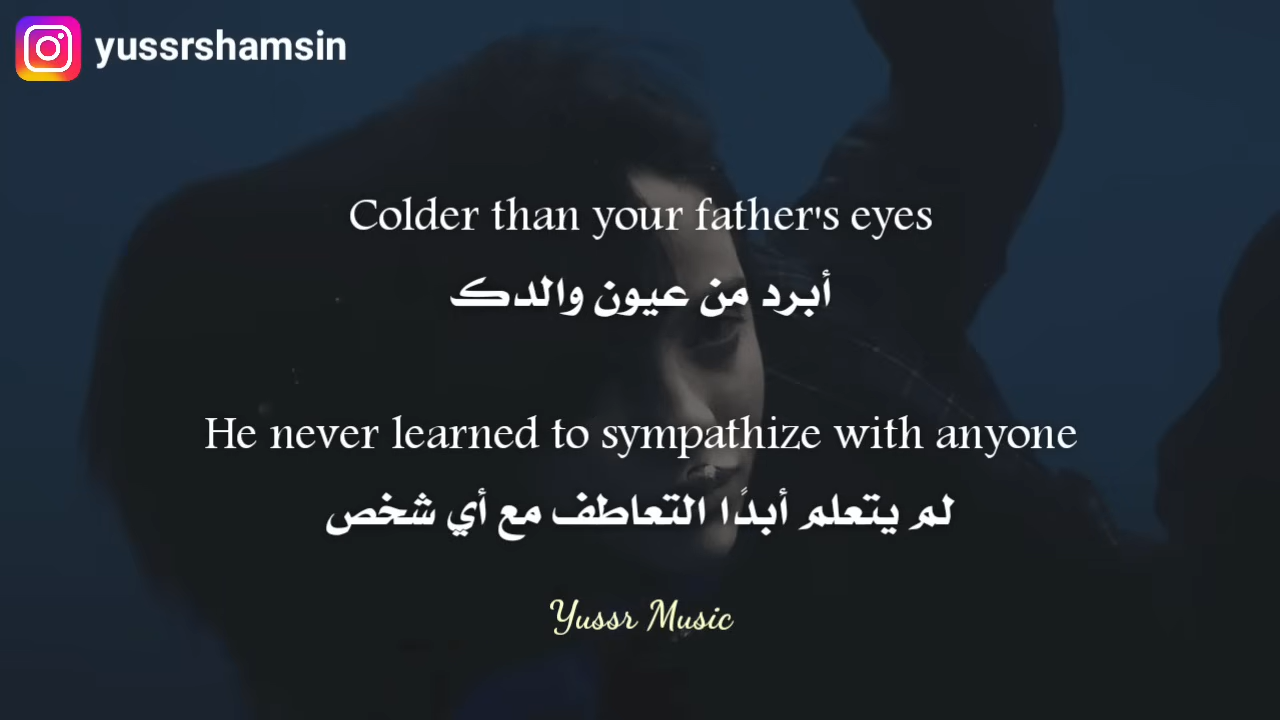 yussrshamsin
Colder than your father's eyes
أبرد من عيون والدك
He never learned to sympathize with anyone
لم يتعلم أبدًا التعاطف مع أي شخص
Yussr Music